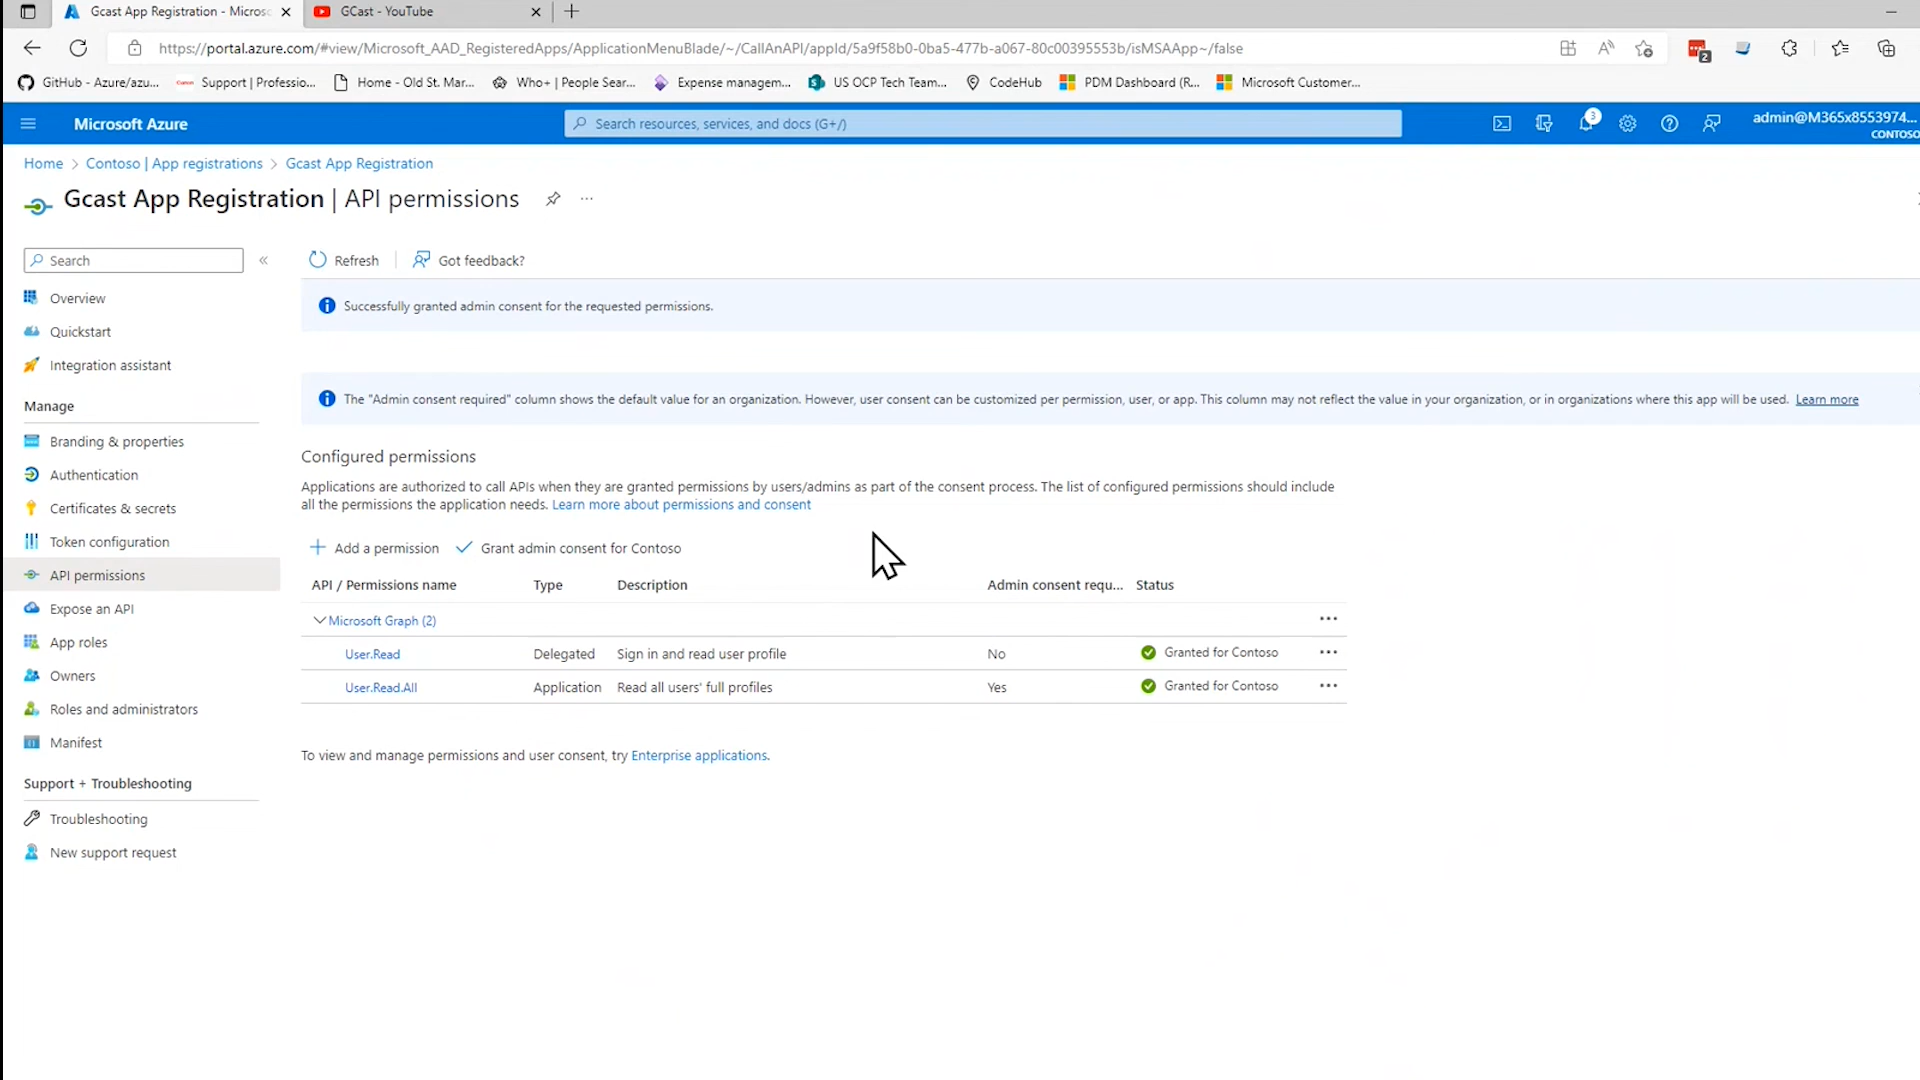 Gcast App Registration - Micros
GCast - YouTube
https://portal.azure.com/#view/Microsoft_AAD_RegisteredApps/ApplicationMenuBlade/~/CallAnAPI/appId/5a9f58b0-0ba5-477b-a067-80c00395553b/isMSAApp~/false
2
GitHub - Azure/azu...
Support | Professio...
Home - Old St. Mar...
Who+ | People Sear...
Expense managem...
US OCP Tech Team...
CodeHub
PDM Dashboard (R...
Microsoft Customer...
Microsoft Azure
Search resources, services, and docs (G+/)
3
admin@M365x8553974...
CONTOSO
Home > Contoso | App registrations > Gcast App Registration
Gcast App Registration | API permissions
Search
Refresh
Got feedback?
Overview
Quickstart
Integration assistant
Manage
Branding & properties
Authentication
Certificates & secrets
Token configuration
API permissions
Expose an API
App roles
Owners
Roles and administrators
Manifest
Support + Troubleshooting
Troubleshooting
New support request
Successfully granted admin consent for the requested permissions.
The "Admin consent required" column shows the default value for an organization. However, user consent can be customized per permission, user, or app. This column may not reflect the value in your organization, or in organizations where this app will be used. Learn more
Configured permissions
Applications are authorized to call APIs when they are granted permissions by users/admins as part of the consent process. The list of configured permissions should include
all the permissions the application needs. Learn more about permissions and consent
Add a permission
Grant admin consent for Contoso
API / Permissions name Type Description Admin consent requ... Status
Microsoft Graph (2)
User.Read Delegated Sign in and read user profile No Granted for Contoso
User.Read.All Application Read all users' full profiles Yes Granted for Contoso
To view and manage permissions and user consent, try Enterprise applications.